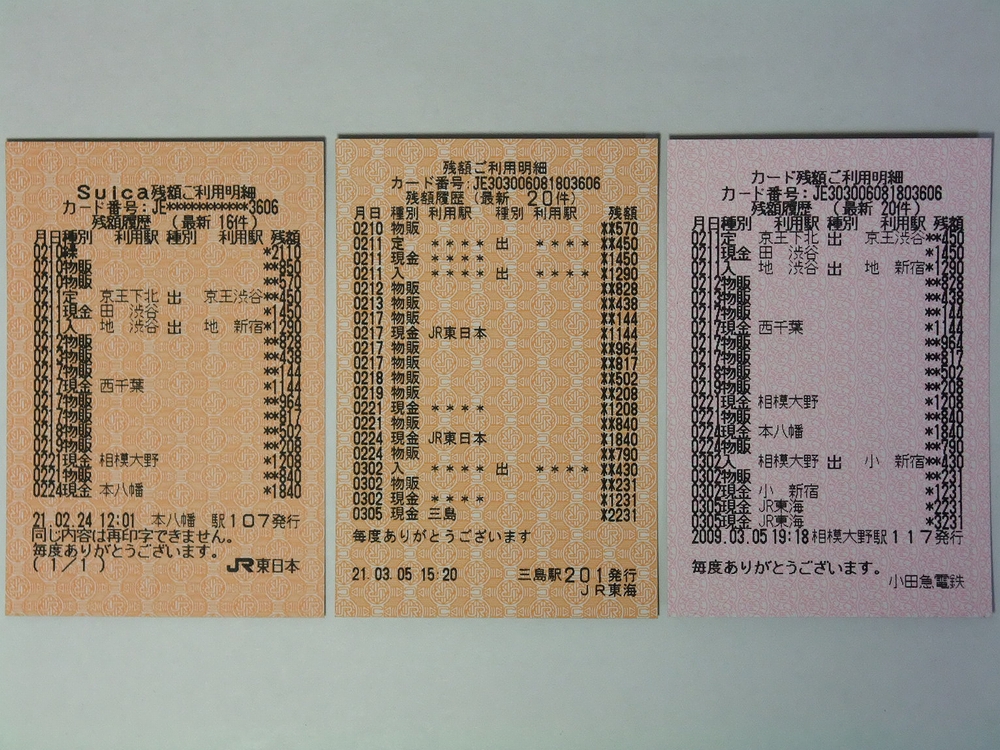 Suica残額ご利用明細
カード番号:JE*************3606
残額履歴 (最新 16件)
月日種別 利用駅 種別 利用駅 残額
0210繰 *2110
0210物販 **850
0210物販 **570
0211定 京王下北 出 京王渋谷**450
0211現金 田 渋谷 *1450
0211入 地 渋谷 出 地 新宿*1290
0212物販 **828
0213物販 **438
0217物販 **144
0217現金 西千葉 *1144
0217物販 **964
0217物販 **817
0218物販 **502
0219物販 **208
0221現金 相模大野 *1208
0221物販 **840
0224現金 本八幡 *1840
21.02.24 12:01 本八幡 駅107発行
同じ内容は再印字できません。
毎度ありがとうございます。
(1/1) JR東日本
残額ご利用明細
カード番号:JE303006081803606
残額履歴(最新 20件)
月日 種別 利用駅 種別 利用駅 残額
0210 物販 **570
0211 定 **** 出 **** **450
0211 現金 **** *1450
0211 入 **** 出 **** *1290
0212 物販 **828
0213 物販 **438
0217 物販 **144
0217 現金 JR東日本 *1144
0217 物販 **964
0217 物販 **817
0218 物販 **502
0219 物販 **208
0221 現金 **** *1208
0221 物販 **840
0224 現金 JR東日本 *1840
0224 物販 **790
0302 入 **** 出 **** **430
0302 物販 **231
0302 現金 **** *1231
0305 現金 三島 *2231
毎度ありがとうございます
21.03.05 15:20 三島駅201発行
JR東海
カード残額ご利用明細
カード番号:JE303006081803606
残額履歴 (最新 20件)
月日種別 利用駅 種別 利用駅 残額
0211定 京王下北 出 京王渋谷**450
0211現金 田 渋谷 *1450
0211入 地 渋谷 出 地 新宿*1290
0212物販 **828
0213物販 **438
0217物販 **144
0217現金 西千葉 *1144
0217物販 **964
0217物販 **817
0218物販 **502
0219物販 **208
0221現金 相模大野 *1208
0221物販 **840
0224現金 本八幡 *1840
0224物販 **790
0302入 相模大野 出 小 新宿**430
0302物販 **231
0302現金 小 新宿 *1231
0305現金 JR東海 *2231
0305現金 JR東海 *3231
2009.03.05 19:18 相模大野駅117発行
毎度ありがとうございます。
小田急電鉄